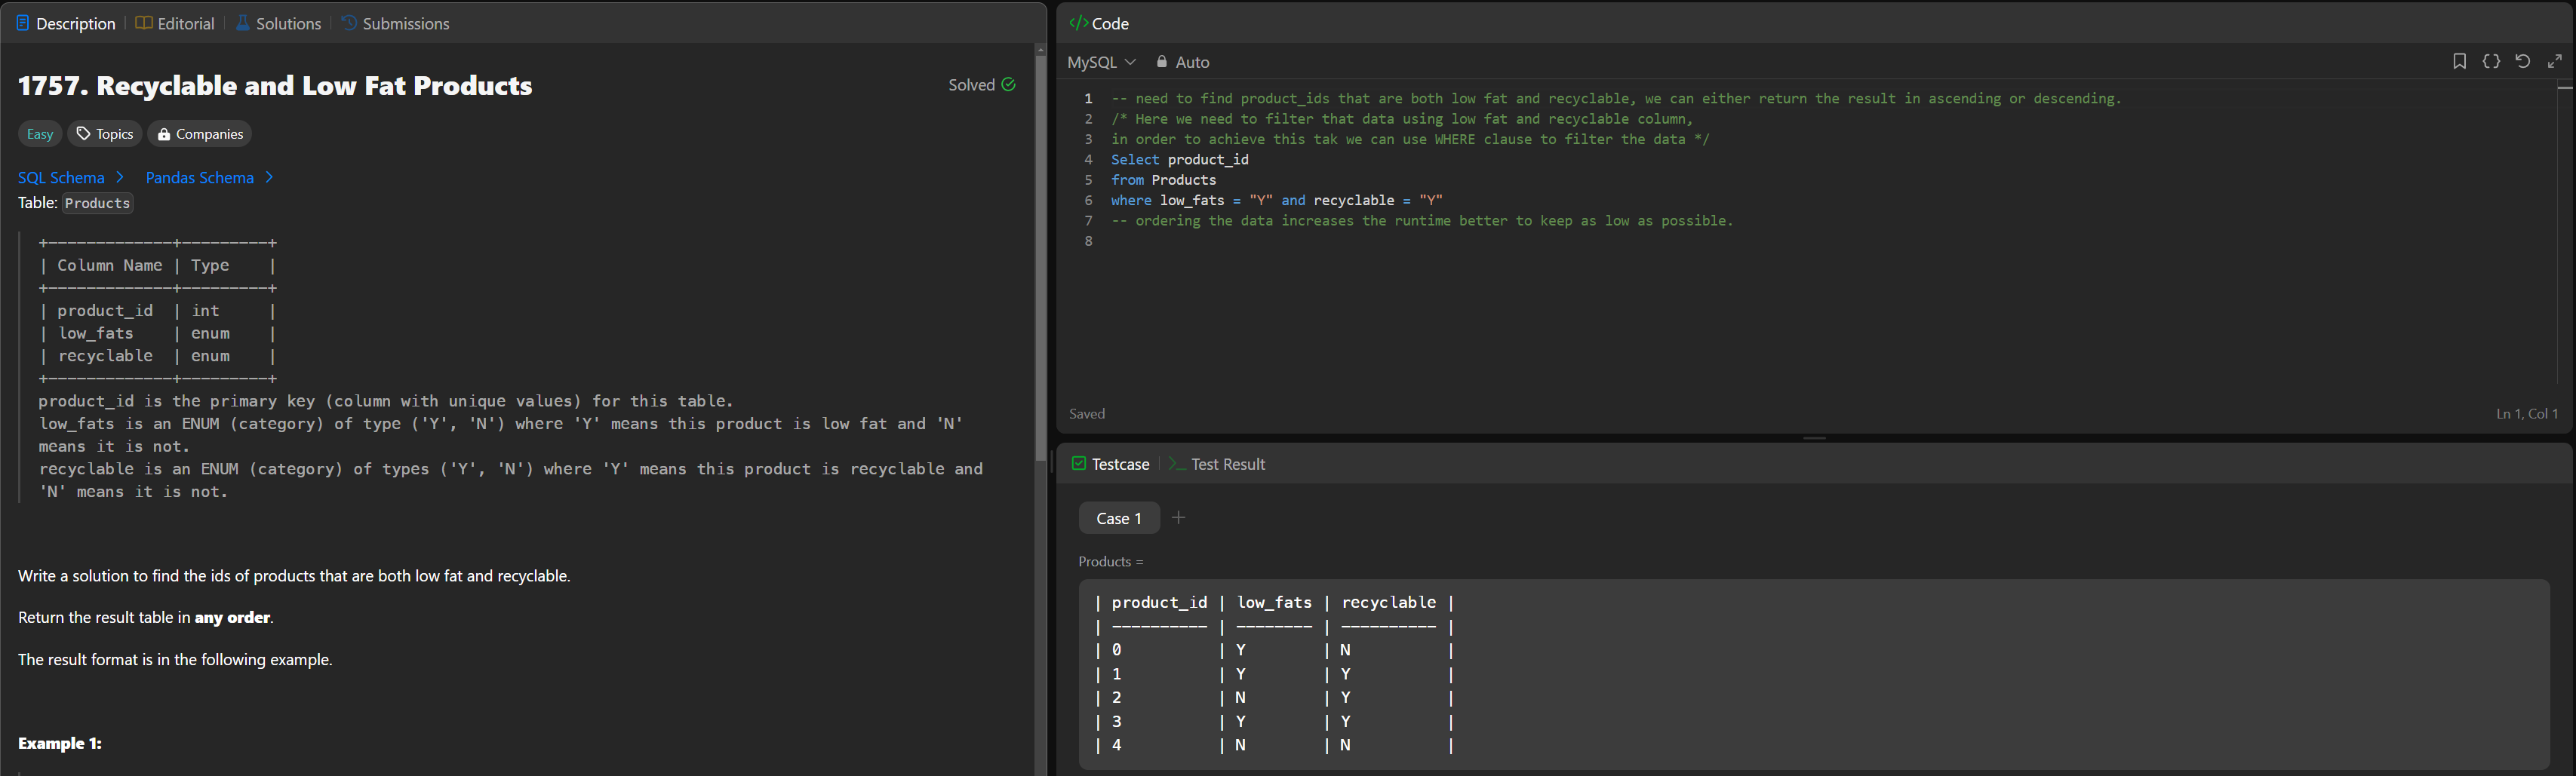 Description
Editorial
Solutions
Submissions
1757. Recyclable and Low Fat Products
Solved
Easy
Topics
Companies
SQL Schema >
Pandas Schema >
Table: Products
+-------------+---------+
| Column Name | Type    |
+-------------+---------+
| product_id  | int     |
| low_fats    | enum    |
| recyclable  | enum    |
+-------------+---------+
product_id is the primary key (column with unique values) for this table.
low_fats is an ENUM (category) of type ('Y', 'N') where 'Y' means this product is low fat and 'N'
means it is not.
recyclable is an ENUM (category) of types ('Y', 'N') where 'Y' means this product is recyclable and
'N' means it is not.
Write a solution to find the ids of products that are both low fat and recyclable.
Return the result table in any order.
The result format is in the following example.
Example 1:
</> Code
MySQL
Auto
1 -- need to find product_ids that are both low fat and recyclable, we can either return the result in ascending or descending.
2 /* Here we need to filter that data using low fat and recyclable column,
3 in order to achieve this tak we can use WHERE clause to filter the data */
4 Select product_id
5 from Products
6 where low_fats = "Y" and recyclable = "Y"
7 -- ordering the data increases the runtime better to keep as low as possible.
8
Saved
Ln 1, Col 1
Testcase
>_ Test Result
Case 1
+
Products =
| product_id | low_fats | recyclable |
| ---------- | -------- | ---------- |
| 0          | Y        | N          |
| 1          | Y        | Y          |
| 2          | N        | Y          |
| 3          | Y        | Y          |
| 4          | N        | N          |